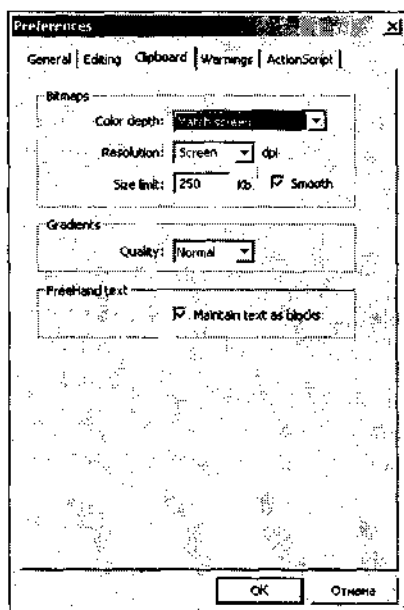 Preferences
General Editing Clipboard Warnings ActionScript
Bitmaps
Color depth: Match screen
Resolution: Screen dpi
Size limit: 250 Kb. Smooth
Gradients
Quality: Normal
FreeHand text
Maintain text as blocks
OK Отмена